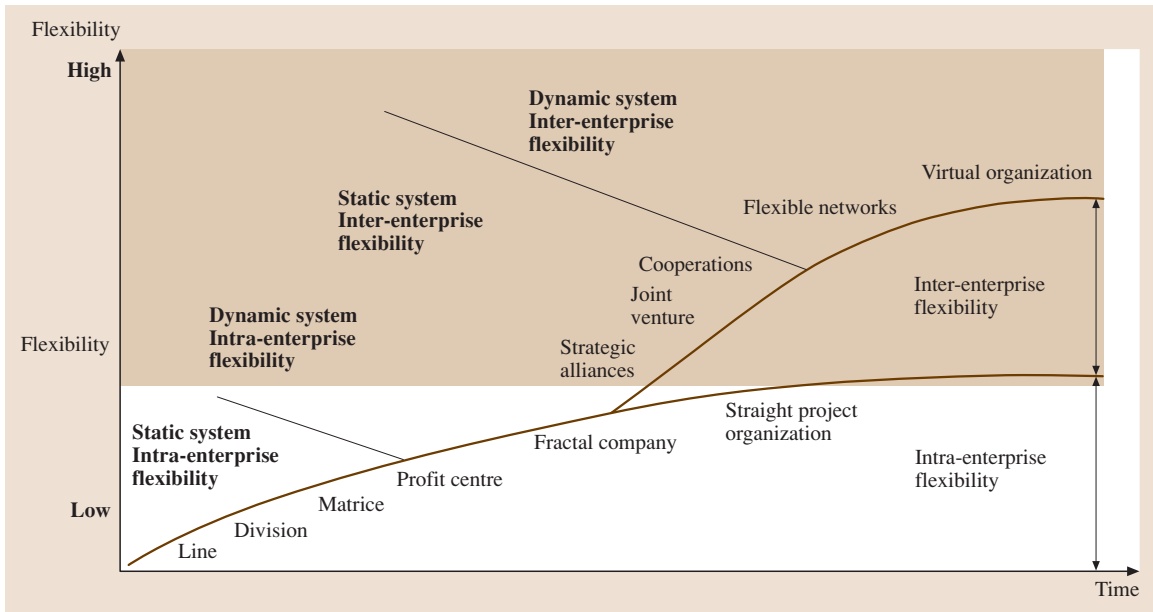 Flexibility
High
Dynamic system
Inter-enterprise
flexibility
Virtual organization
Static system
Inter-enterprise
flexibility
Flexible networks
Cooperations
Joint
venture
Inter-enterprise
flexibility
Dynamic system
Intra-enterprise
flexibility
Flexibility
Strategic
alliances
Straight project
organization
Static system
Intra-enterprise
flexibility
Fractal company
Intra-enterprise
flexibility
Profit centre
Matrice
Low
Division
Line
Time